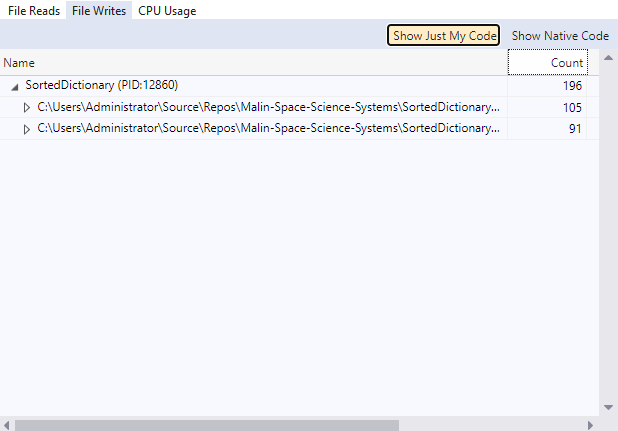 File Reads File Writes CPU Usage
Show Just My Code Show Native Code
Name Count
SortedDictionary (PID:12860) 196
C:\Users\Administrator\Source\Repos\Malin-Space-Science-Systems\SortedDictionary... 105
C:\Users\Administrator\Source\Repos\Malin-Space-Science-Systems\SortedDictionary... 91